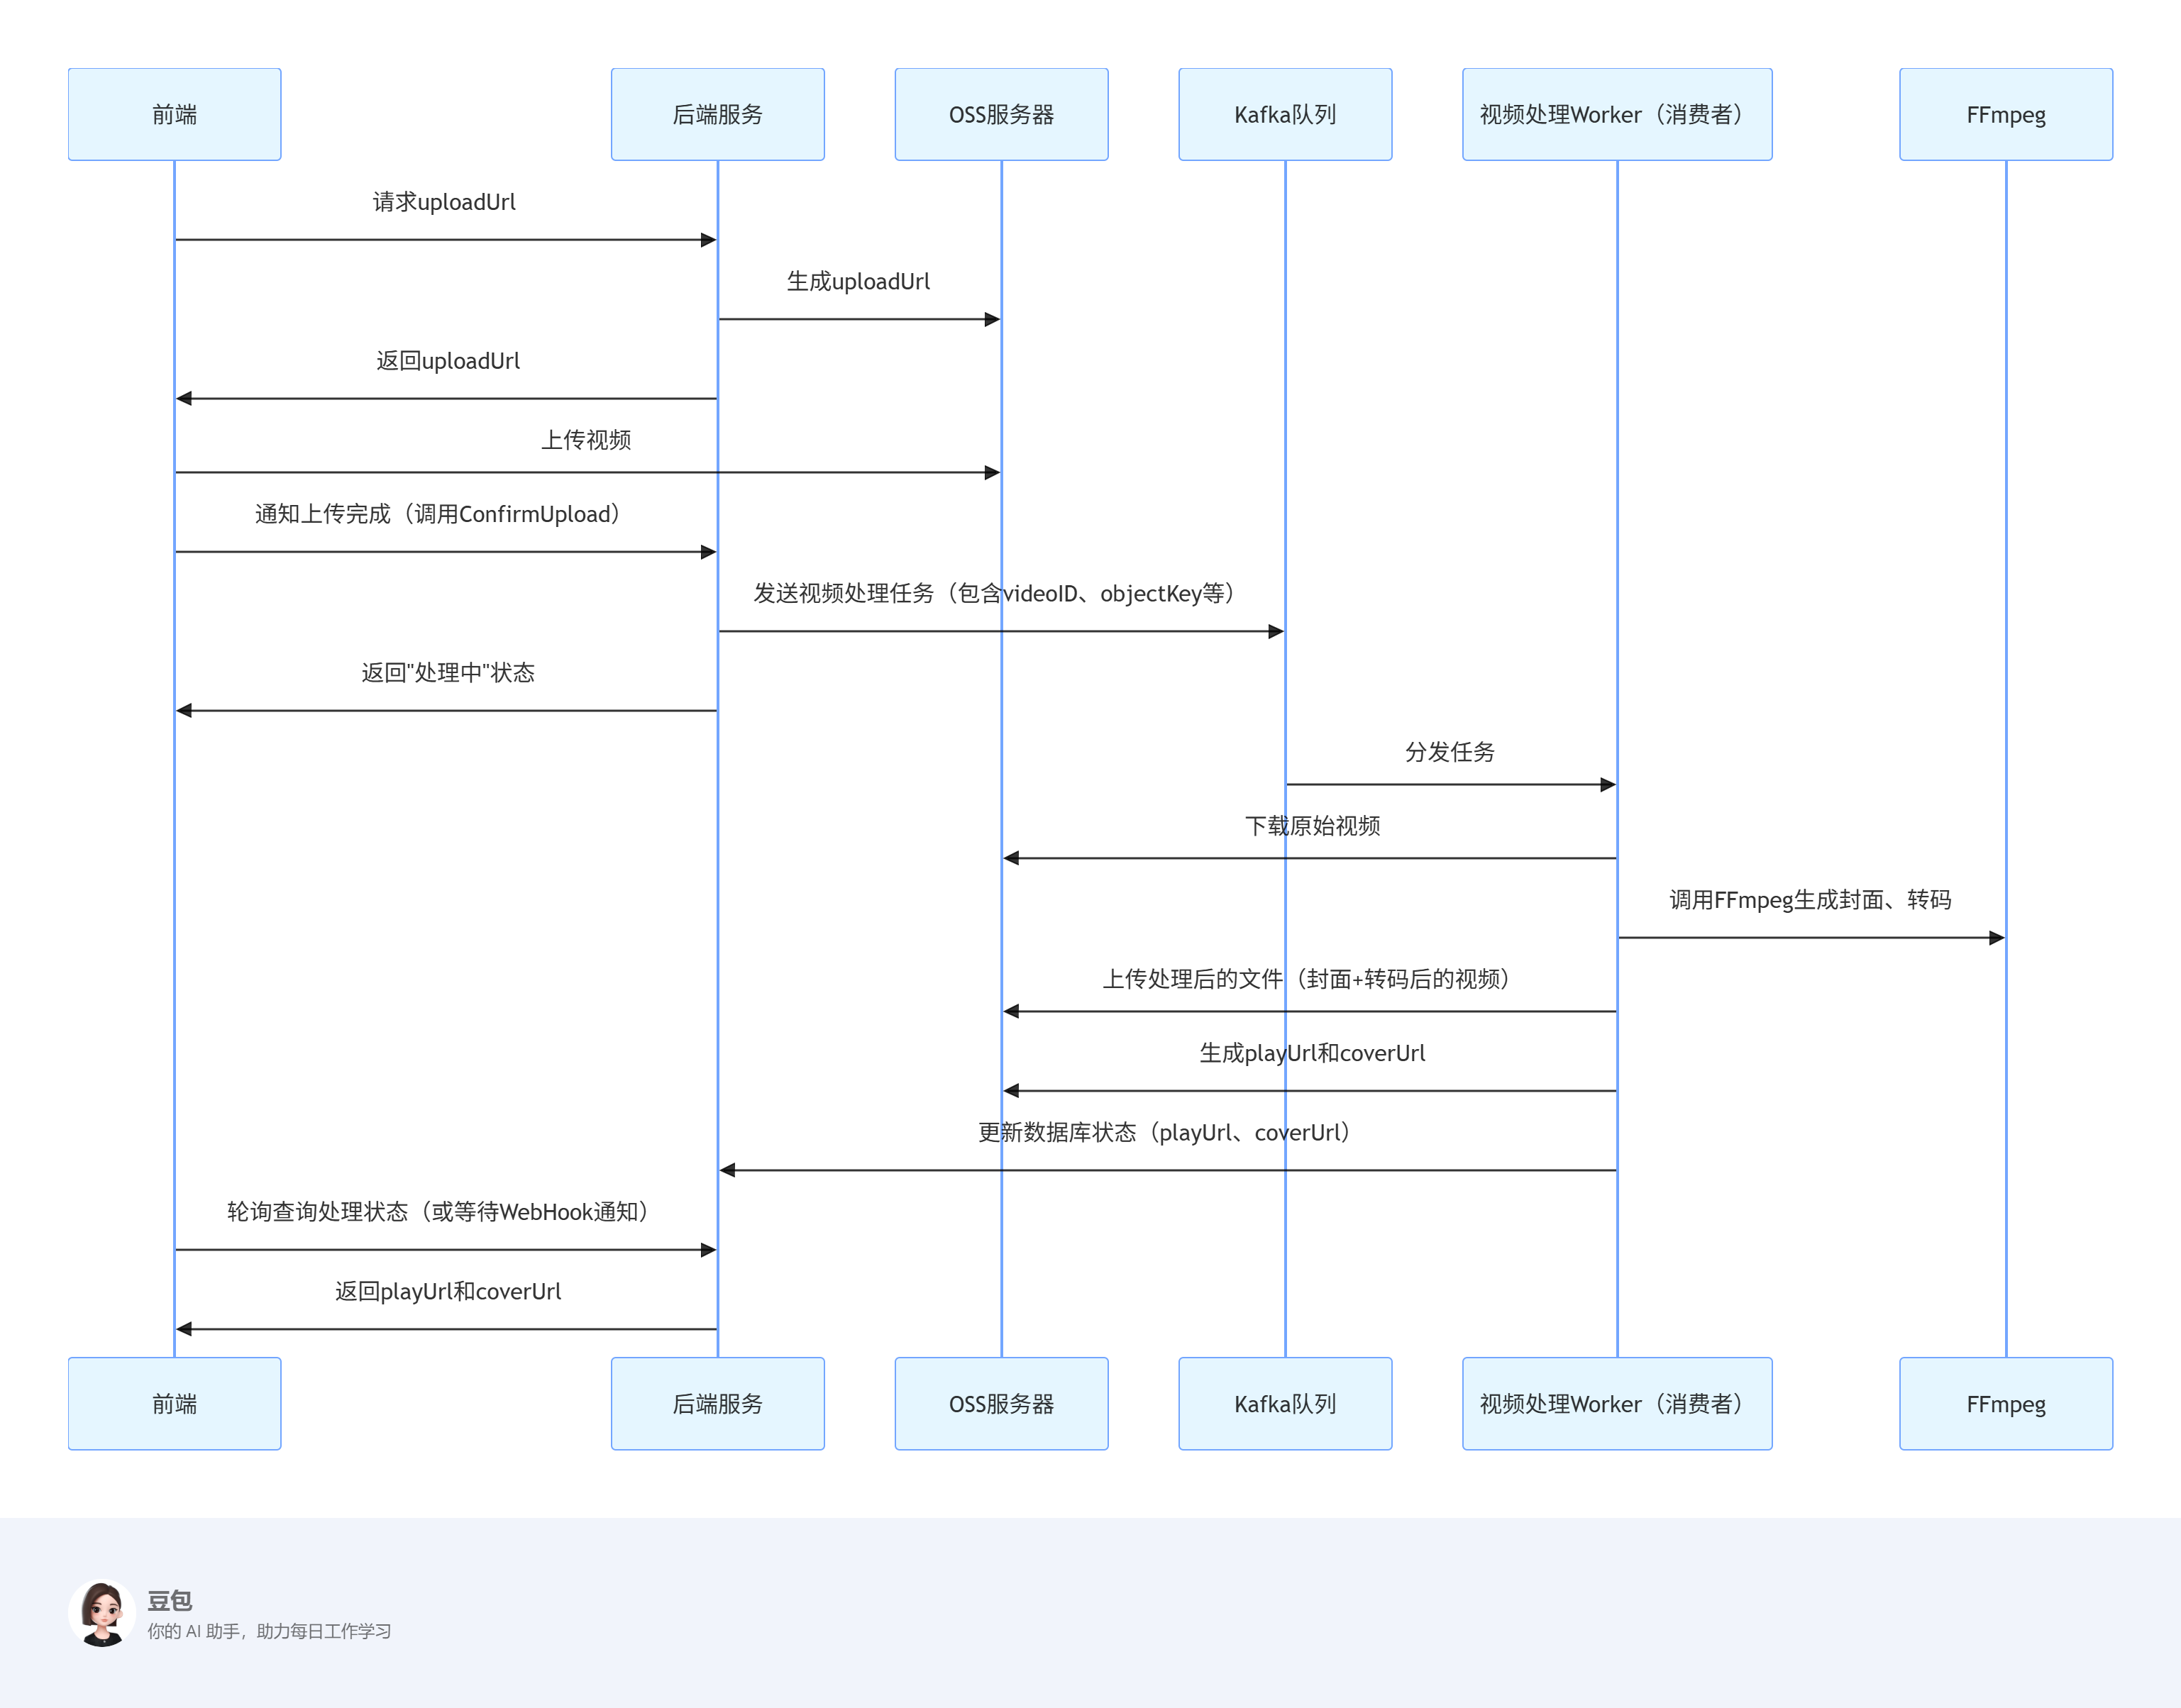 前端
后端服务
OSS服务器
Kafka队列
视频处理Worker（消费者）
FFmpeg
请求uploadUrl
生成uploadUrl
返回uploadUrl
上传视频
通知上传完成（调用ConfirmUpload）
发送视频处理任务（包含videoID、objectKey等）
返回"处理中"状态
分发任务
下载原始视频
调用FFmpeg生成封面、转码
上传处理后的文件（封面+转码后的视频）
生成playUrl和coverUrl
更新数据库状态（playUrl、coverUrl）
轮询查询处理状态（或等待WebHook通知）
返回playUrl和coverUrl
前端
后端服务
OSS服务器
Kafka队列
视频处理Worker（消费者）
FFmpeg
豆包
你的 AI 助手，助力每日工作学习